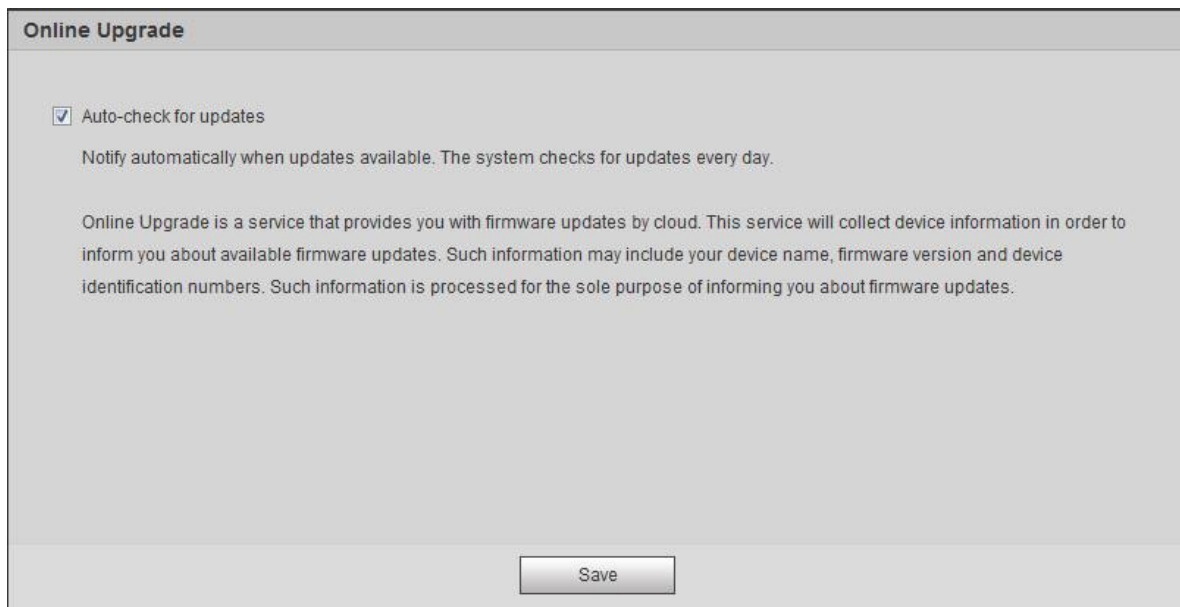 Online Upgrade
Auto-check for updates
Notify automatically when updates available. The system checks for updates every day.
Online Upgrade is a service that provides you with firmware updates by cloud. This service will collect device information in order to
inform you about available firmware updates. Such information may include your device name, firmware version and device
identification numbers. Such information is processed for the sole purpose of informing you about firmware updates.
Save